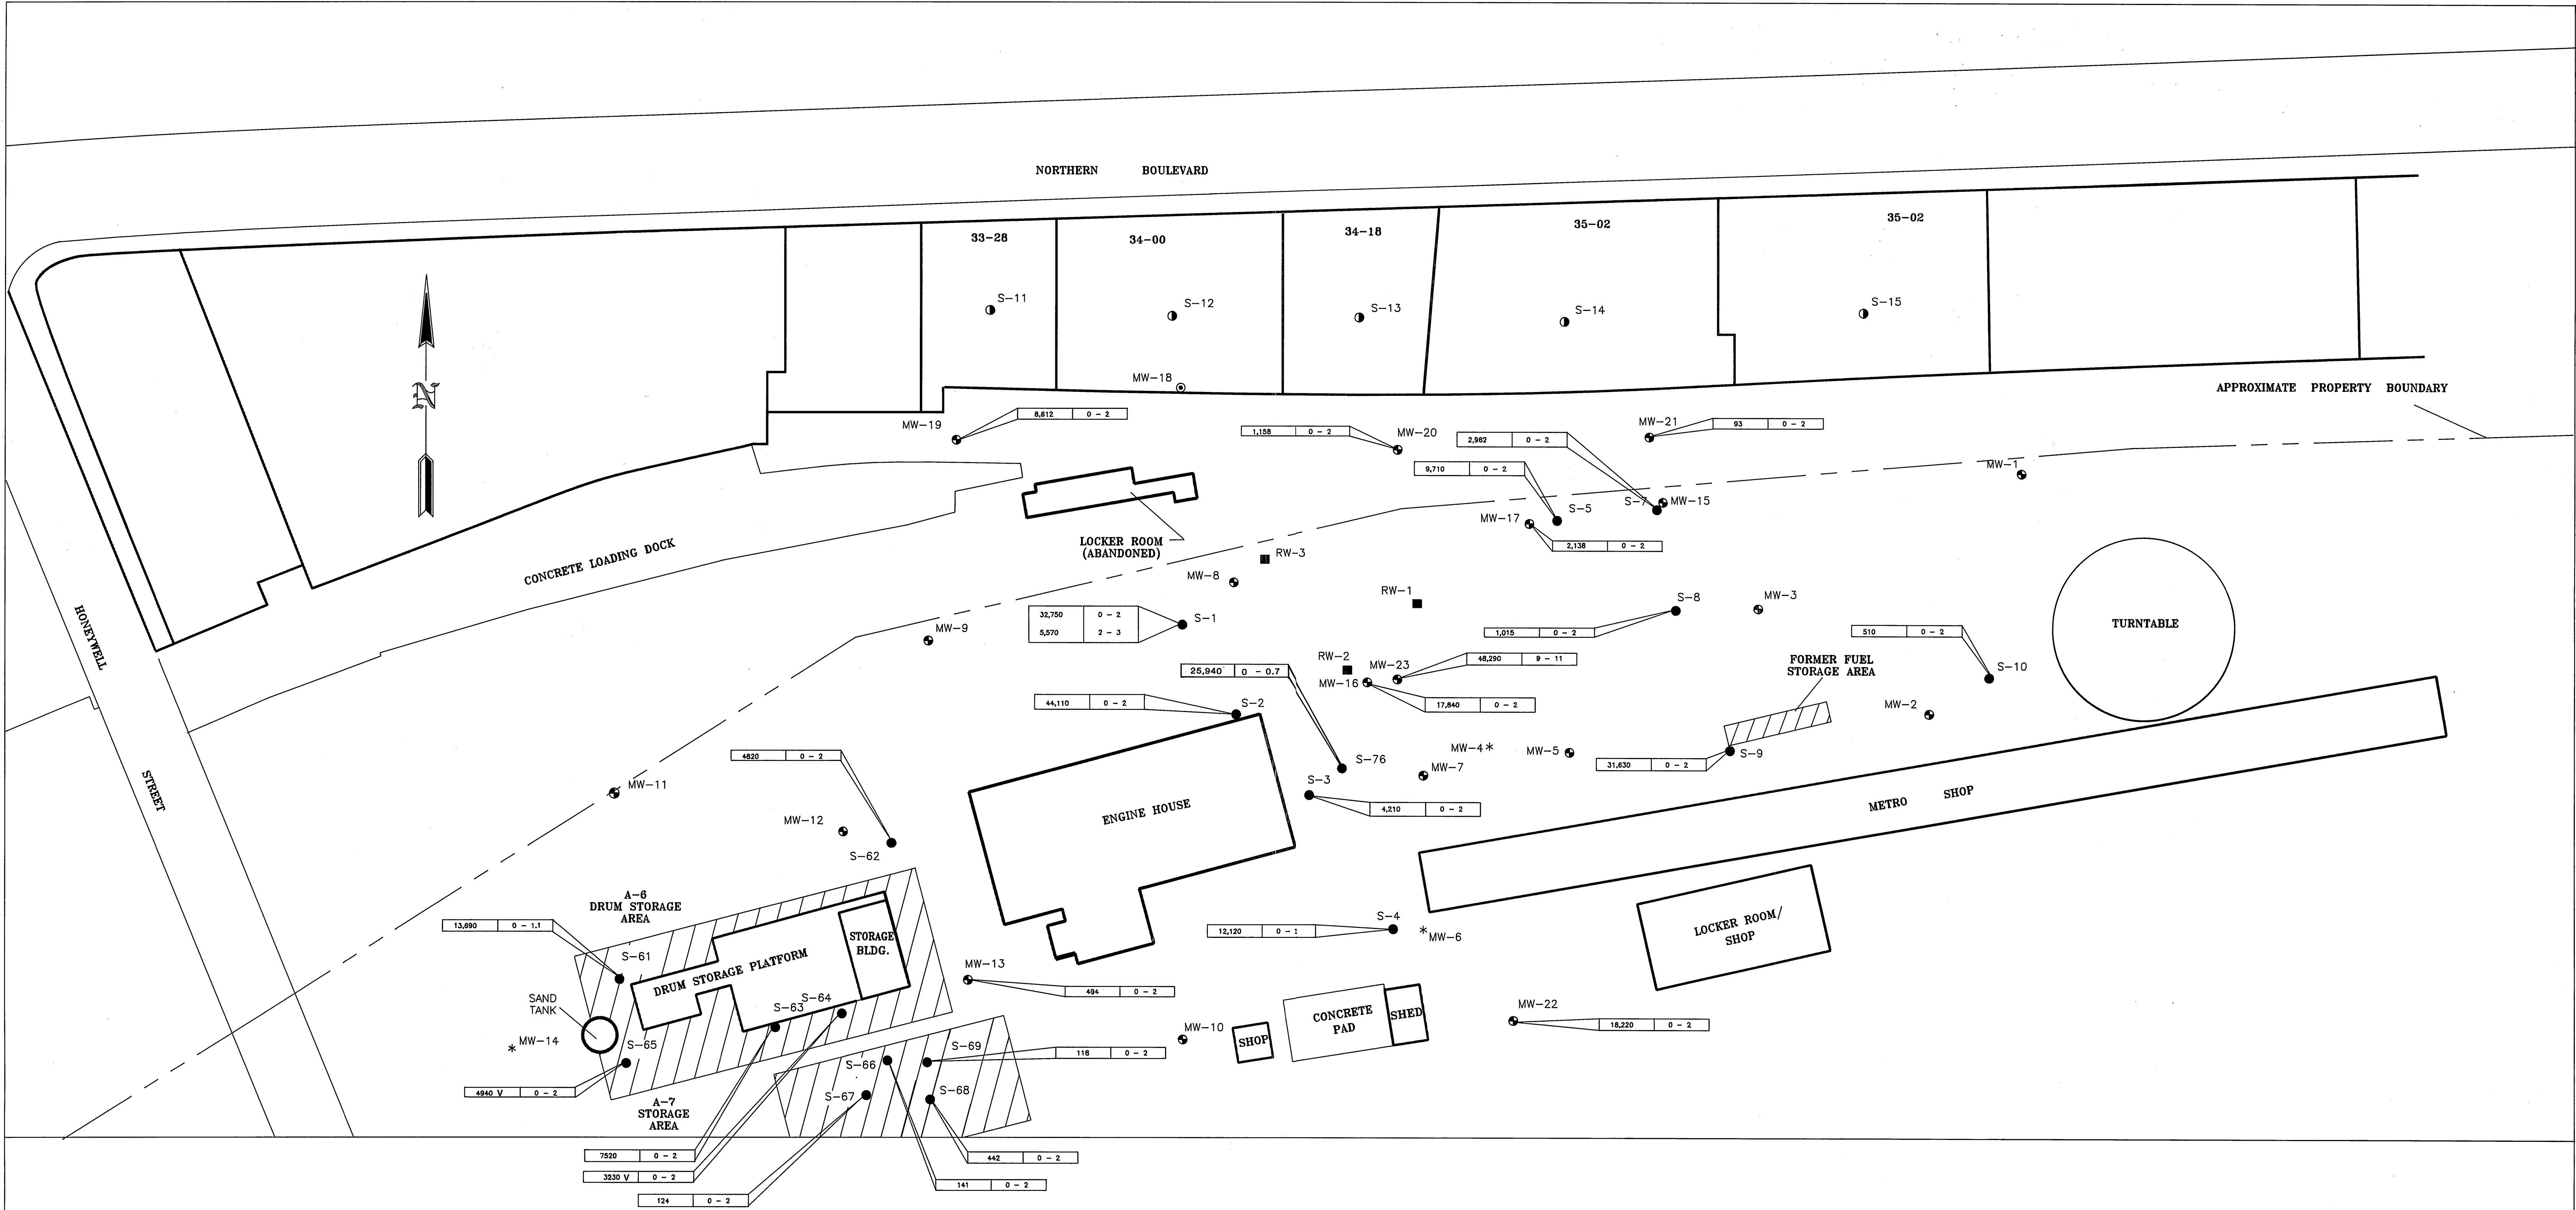 NORTHERN BOULEVARD
33-28
34-00
34-18
35-02
35-02
S-11
S-12
S-13
S-14
S-15
N
MW-18
APPROXIMATE PROPERTY BOUNDARY
8,612 0 - 2
MW-19
1,158 0 - 2
MW-20
2,962 0 - 2
MW-21
93 0 - 2
9,710 0 - 2
MW-1
S-7
MW-15
S-5
MW-17
2,138 0 - 2
LOCKER ROOM
(ABANDONED)
CONCRETE LOADING DOCK
RW-3
MW-8
RW-1
S-8
MW-3
32,750 0 - 2
5,570 2 - 3
S-1
MW-9
1,015 0 - 2
510 0 - 2
TURNTABLE
HONEYWELL
STREET
RW-2
MW-23
48,290 9 - 11
FORMER FUEL
STORAGE AREA
S-10
25,940 0 - 0.7
MW-16
17,840 0 - 2
44,110 0 - 2
S-2
MW-2
4820 0 - 2
MW-4
MW-5
S-9
31,630 0 - 2
S-76
MW-7
S-3
4,210 0 - 2
MW-11
METRO SHOP
ENGINE HOUSE
MW-12
S-62
A-6
DRUM STORAGE
AREA
13,690 0 - 1.1
S-61
STORAGE
BLDG.
DRUM STORAGE PLATFORM
12,120 0 - 1
S-4
MW-6
LOCKER ROOM/
SHOP
MW-13
494 0 - 2
SAND
TANK
S-64
S-63
MW-14
S-65
MW-10
SHOP
CONCRETE
PAD
SHED
MW-22
18,220 0 - 2
S-69
118 0 - 2
S-66
4940 V 0 - 2
S-67
S-68
A-7
STORAGE
AREA
7520 0 - 2
442 0 - 2
3230 V 0 - 2
141 0 - 2
124 0 - 2